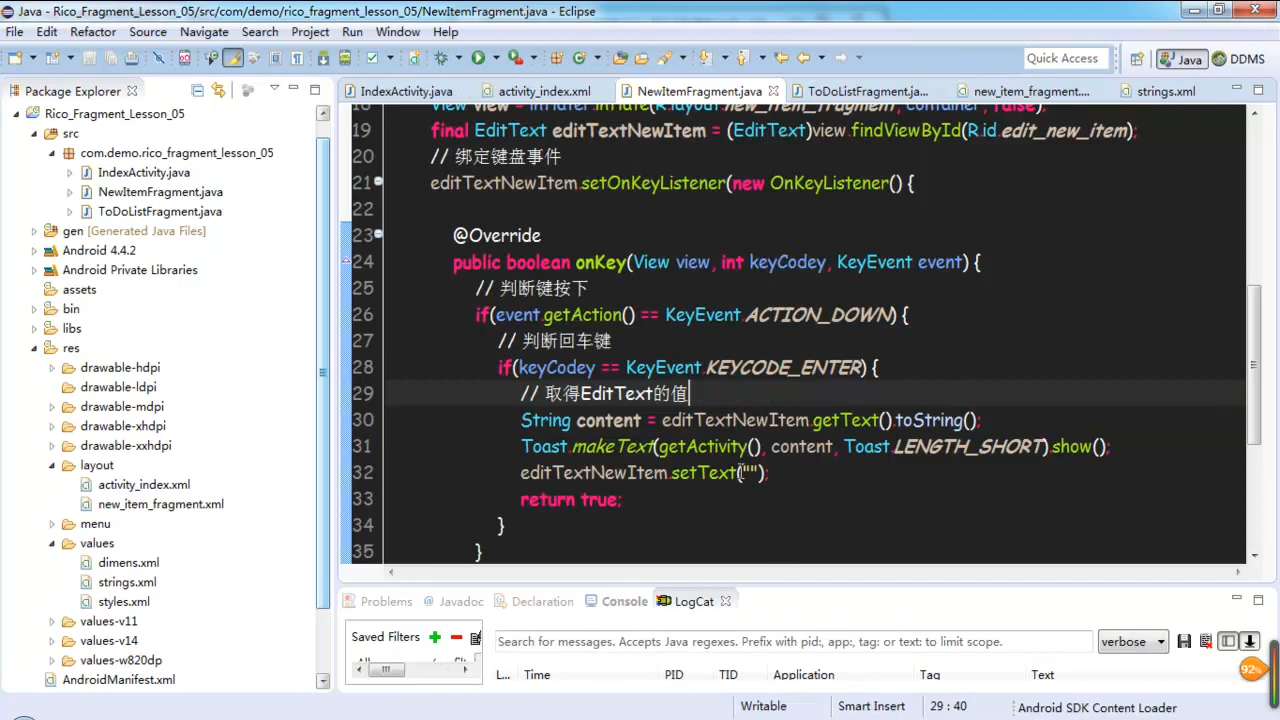 Java - Rico_Fragment_Lesson_05/src/com/demo/rico_fragment_lesson_05/NewItemFragment.java - Eclipse
File Edit Refactor Source Navigate Search Project Run Window Help
Quick Access Java DDMS
Package Explorer
Rico_Fragment_Lesson_05
src
com.demo.rico_fragment_lesson_05
IndexActivity.java
NewItemFragment.java
ToDoListFragment.java
gen [Generated Java Files]
Android 4.4.2
Android Private Libraries
assets
bin
libs
res
drawable-hdpi
drawable-ldpi
drawable-mdpi
drawable-xhdpi
drawable-xxhdpi
layout
activity_index.xml
new_item_fragment.xml
menu
values
dimens.xml
strings.xml
styles.xml
values-v11
values-v14
values-w820dp
AndroidManifest.xml
IndexActivity.java activity_index.xml NewItemFragment.java ToDoListFragment.ja... new_item_fragment.... strings.xml
18 View view = inflater.inflate(R.layout.new_item_fragment, container, false);
19 final EditText editTextNewItem = (EditText)view.findViewById(R.id.edit_new_item);
20 // 绑定键盘事件
21 editTextNewItem.setOnKeyListener(new OnKeyListener() {
22
23 @Override
24 public boolean onKey(View view, int keyCodey, KeyEvent event) {
25 // 判断键按下
26 if(event.getAction() == KeyEvent.ACTION_DOWN) {
27 // 判断回车键
28 if(keyCodey == KeyEvent.KEYCODE_ENTER) {
29 // 取得EditText的值
30 String content = editTextNewItem.getText().toString();
31 Toast.makeText(getActivity(), content, Toast.LENGTH_SHORT).show();
32 editTextNewItem.setText("");
33 return true;
34 }
35 }
Problems Javadoc Declaration Console LogCat
Saved Filters
Search for messages. Accepts Java regexes. Prefix with pid:, app:, tag: or text: to limit scope.
verbose
L... Time PID TID Application Tag Text
92%
Writable Smart Insert 29 : 40 Android SDK Content Loader